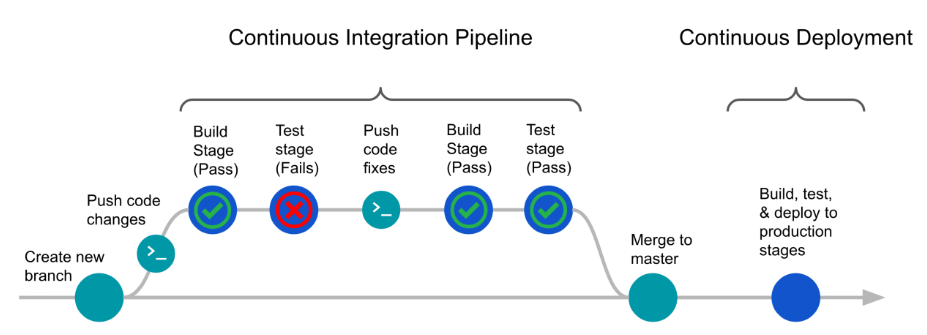 Continuous Integration Pipeline
Continuous Deployment
Build
Stage
(Pass)
Test
stage
(Fails)
Push
code
fixes
Build
Stage
(Pass)
Test
stage
(Pass)
Push code
changes
>_
>_
Create new
branch
Merge to
master
Build, test,
& deploy to
production
stages